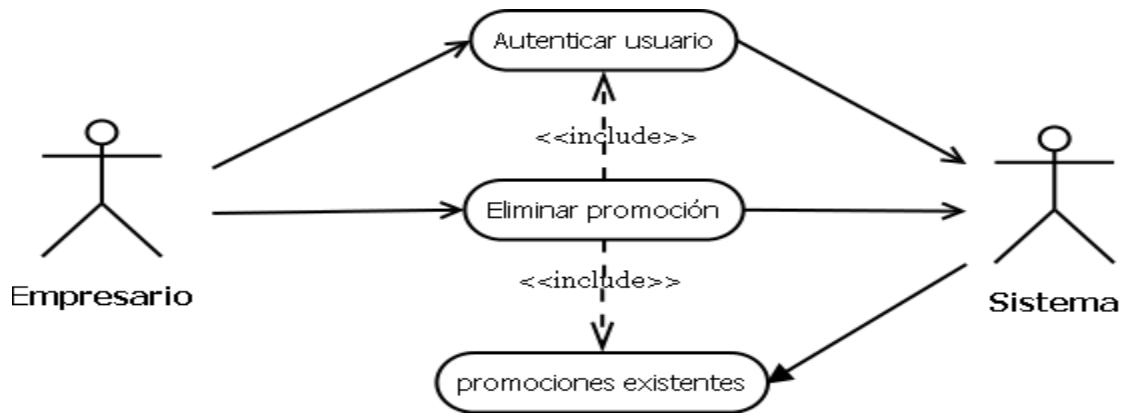 Autenticar usuario
<<include>>
Eliminar promoción
<<include>>
Empresario
Sistema
promociones existentes